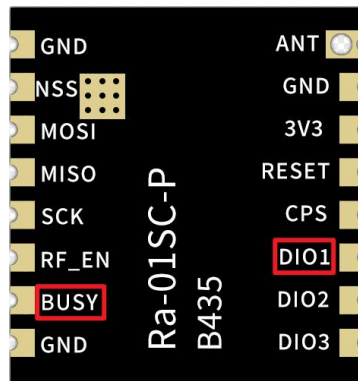 GND
NSS
MOSI
MISO
SCK
RF_EN
BUSY
GND
Ra-01SC-P
B435
ANT
GND
3V3
RESET
CPS
DIO1
DIO2
DIO3